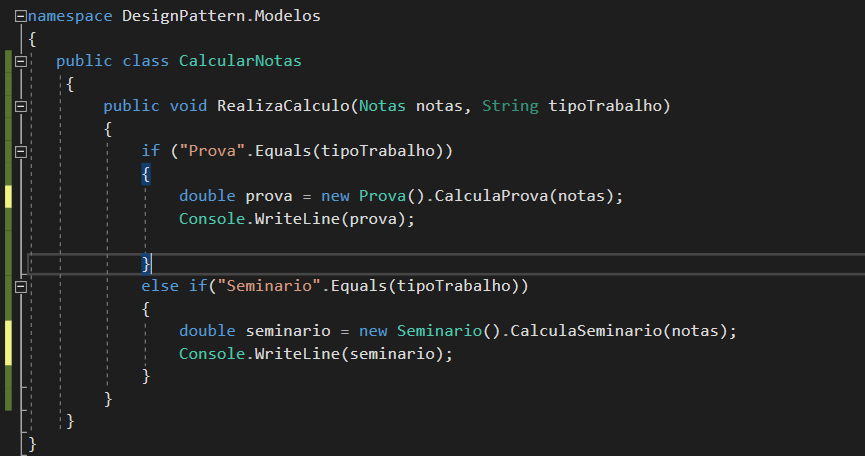 namespace DesignPattern.Modelos
{
public class CalcularNotas
{
public void RealizaCalculo(Notas notas, String tipoTrabalho)
{
if ("Prova".Equals(tipoTrabalho))
{
double prova = new Prova().CalculaProva(notas);
Console.WriteLine(prova);
}
else if("Seminario".Equals(tipoTrabalho))
{
double seminario = new Seminario().CalculaSeminario(notas);
Console.WriteLine(seminario);
}
}
}
}